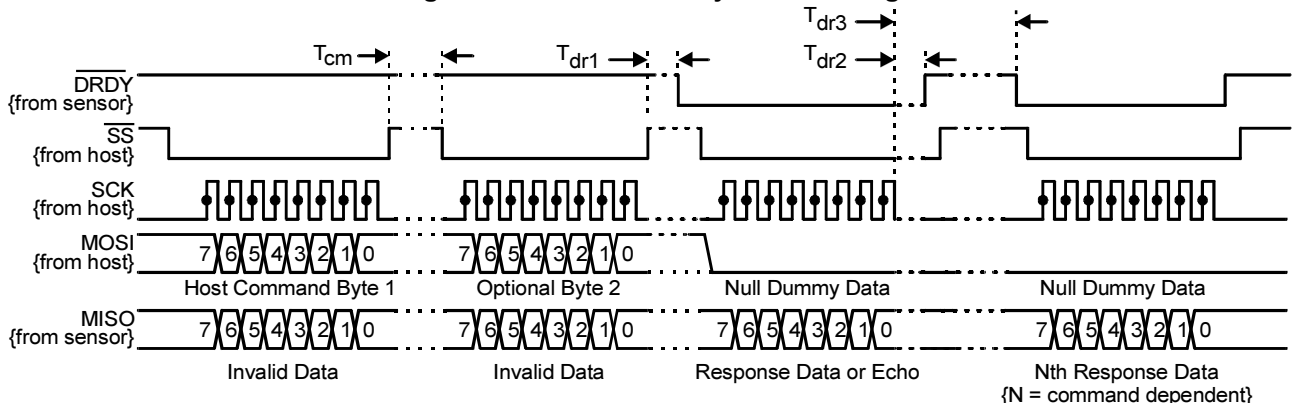 Tdr3
Tcm
Tdr1
Tdr2
DRDY
{from sensor}
SS
{from host}
SCK
{from host}
MOSI
{from host}
7 6 5 4 3 2 1 0
7 6 5 4 3 2 1 0
Host Command Byte 1
Optional Byte 2
Null Dummy Data
Null Dummy Data
MISO
{from sensor}
7 6 5 4 3 2 1 0
7 6 5 4 3 2 1 0
7 6 5 4 3 2 1 0
7 6 5 4 3 2 1 0
Invalid Data
Invalid Data
Response Data or Echo
Nth Response Data
{N = command dependent}